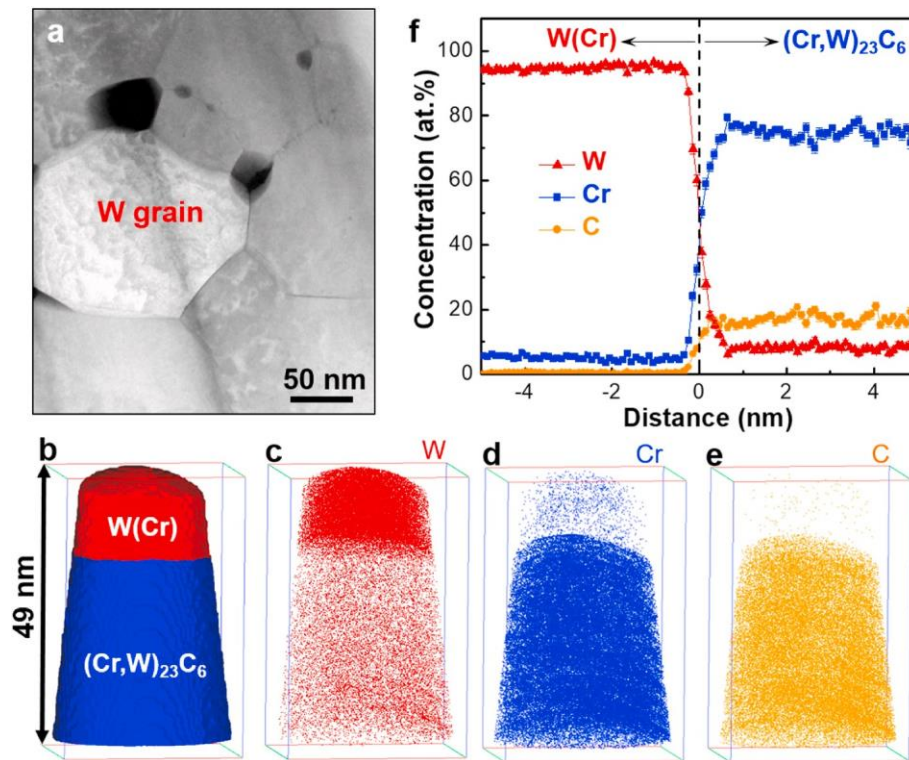 a
W grain
50 nm
f
W(Cr)
(Cr,W)23C6
100
80
60
40
20
0
Concentration (at.%)
W
Cr
C
-4
-2
0
2
4
Distance (nm)
b
49 nm
W(Cr)
(Cr,W)23C6
c
W
d
Cr
e
C